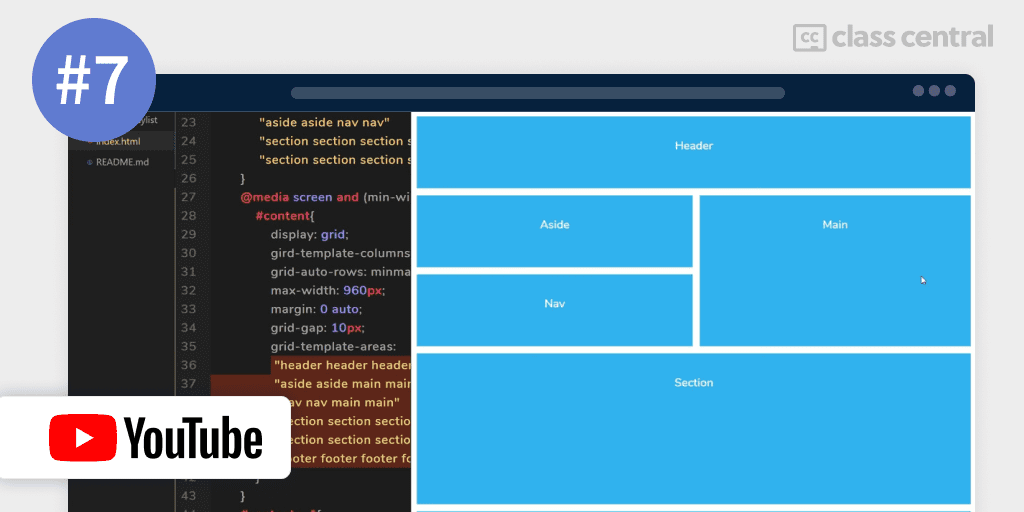 #7
cc class central
ylist
index.html
README.md
23 "aside aside nav nav"
24 "section section section s
25 "section section section s
26 }
27 @media screen and (min-wi
28 #content{
29 display: grid;
30 gird-template-columns
31 grid-auto-rows: minma
32 max-width: 960px;
33 margin: 0 auto;
34 grid-gap: 10px;
35 grid-template-areas:
36 "header header header
37 "aside aside main main
av nav main main"
ection section sectio
ection section sectio
ooter footer footer fo
42 }
43 }
Header
Aside
Main
Nav
Section
YouTube